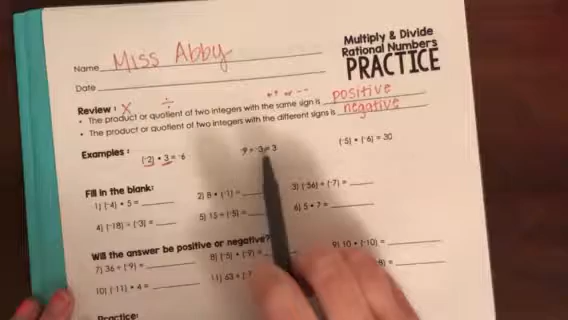 Multiply & Divide
Rational Numbers
PRACTICE
Name Miss Abby
Date
Review: × ÷
++ or --
• The product or quotient of two integers with the same sign is positive
• The product or quotient of two integers with the different signs is negative
Examples:
(-2) • 3 = -6
(-5) • (-6) = 30
Fill in the blank:
1) (-4) • 5 =
2) 8 • (-1) =
3) (-56) ÷ (-7) =
4) (-18) ÷ (-3) =
5) 15 ÷ (-5) =
6) 5 • 7 =
Will the answer be positive or negative?
7) 36 ÷ (-9) =
8) (-5) • (-9) =
9) 10 • (-10) =
10) (-11) • 4 =
11) 63 ÷ (-7
Practice: